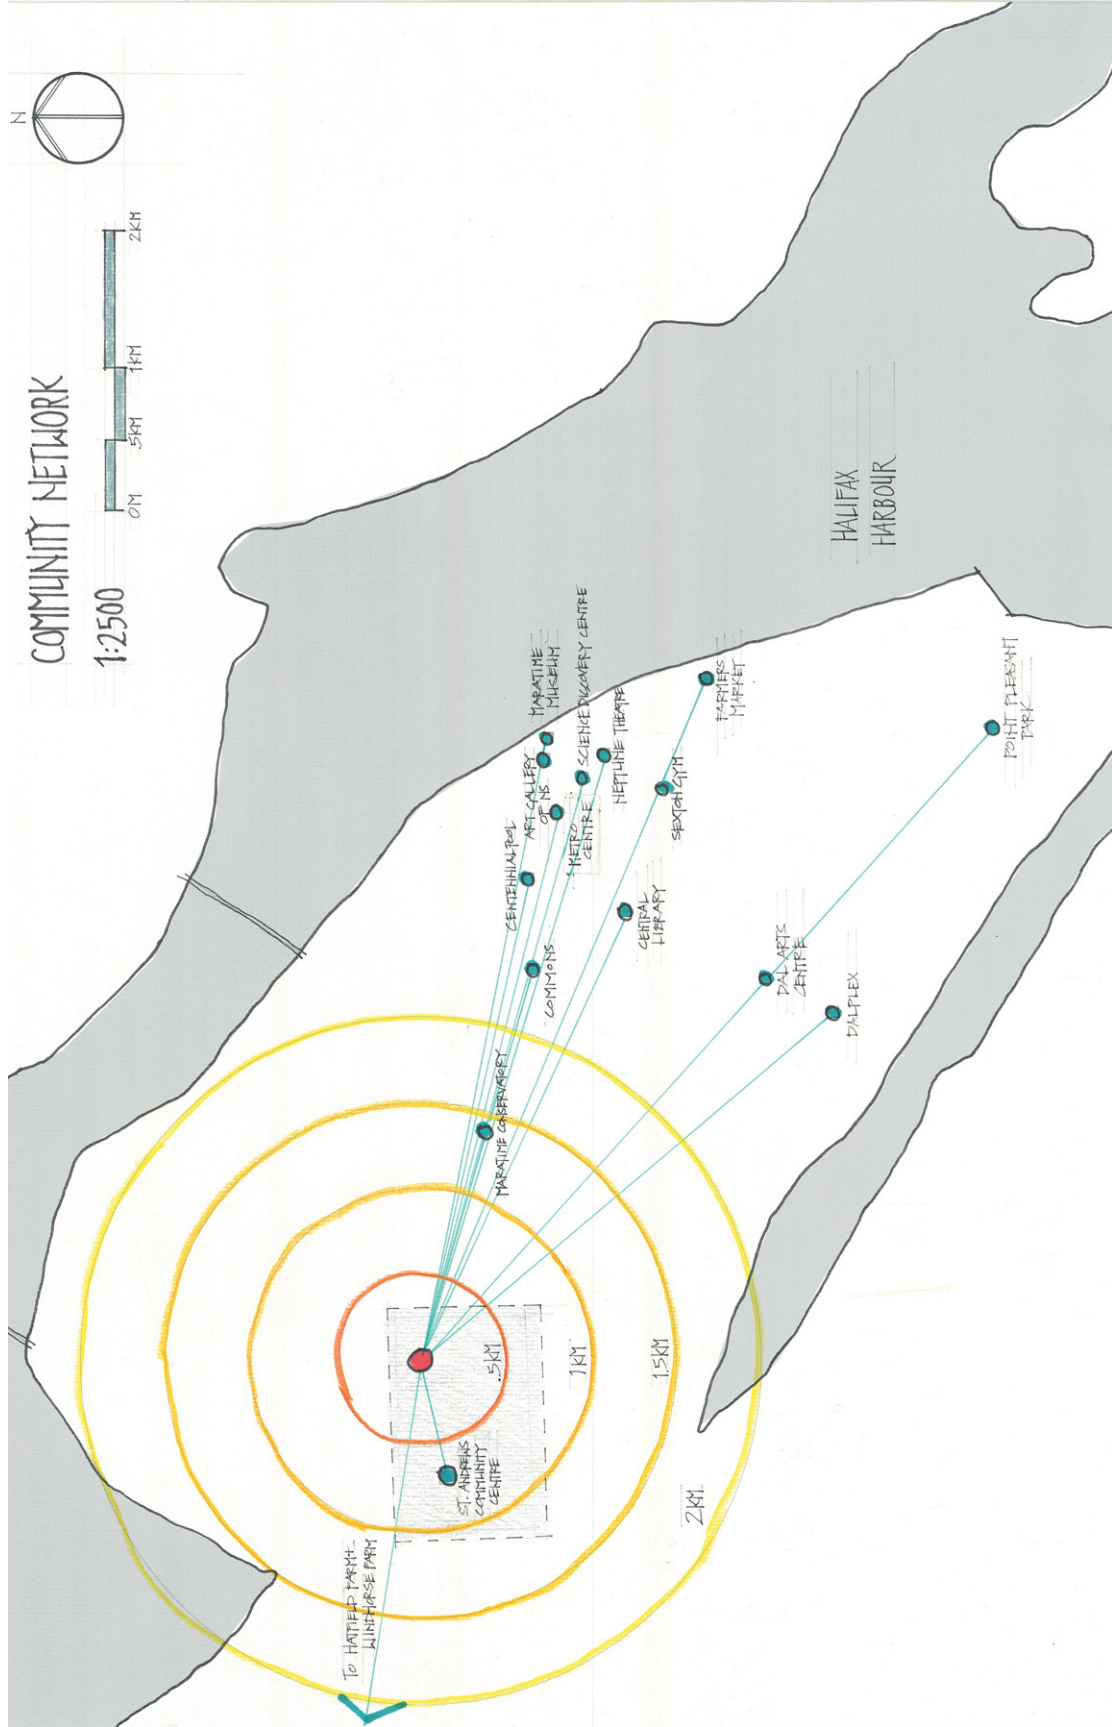 COMMUNITY NETWORK
1:2500
0M
.5KM
1KM
2KM
N
HALIFAX
HARBOUR
MARATIME
MUSEUM
ART GALLERY
OF NS
SCIENCE DISCOVERY CENTRE
NEPTUNE THEATRE
METRO
CENTRE
CENTENNIAL POOL
COMMONS
MARATIME CONSERVATORY
CENTRAL
LIBRARY
SEXTON GYM
FARMERS
MARKET
POINT PLEASANT
PARK
DAL ARTS
CENTRE
DALPLEX
.5KM
1KM
1.5KM
2KM
ST. ANDREWS
COMMUNITY
CENTRE
TO HATFIELD FARM +
WINDHORSE FARM